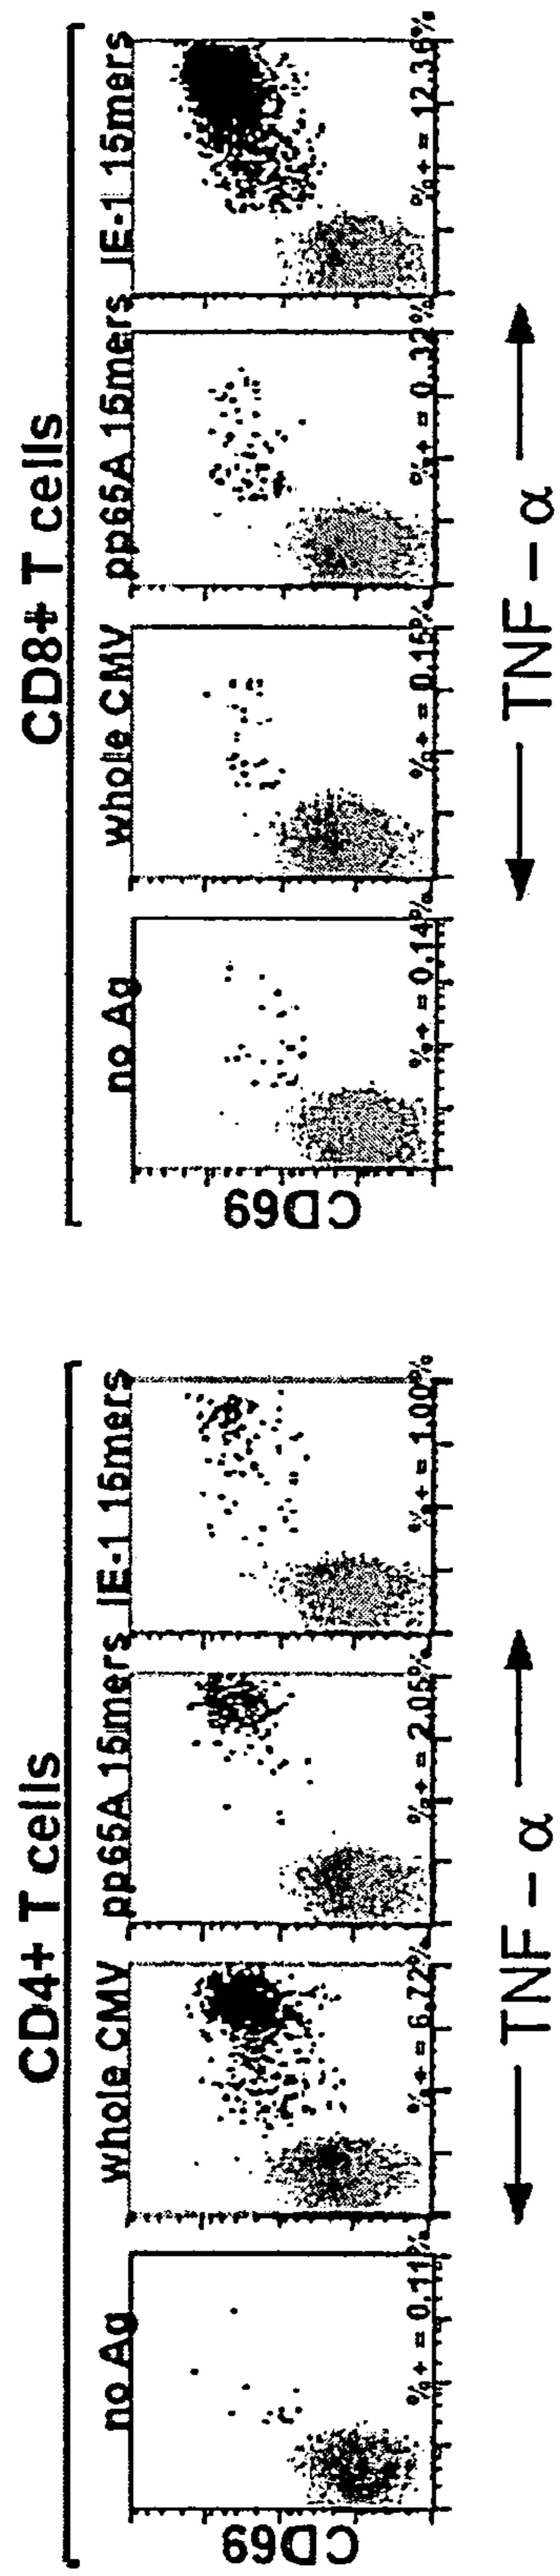 CD4+ T cells
no Ag
whole CMV
pp65A 15mers
IE-1 15mers
CD69
%+ = 0.11%
%+ = 6.72%
%+ = 2.05%
%+ = 1.00%
TNF - α
CD8+ T cells
no Ag
whole CMV
pp65A 15mers
IE-1 15mers
CD69
%+ = 0.14%
%+ = 0.15%
%+ = 0.32%
%+ = 12.36%
TNF - α